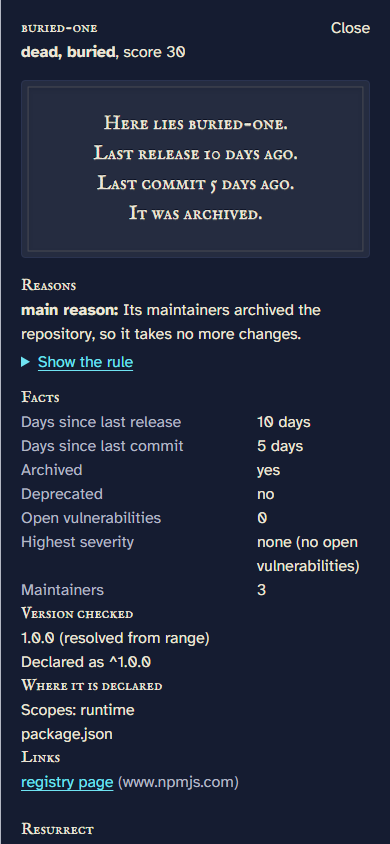 buried-one
Close
dead, buried, score 30
Here lies buried-one.
Last release 10 days ago.
Last commit 5 days ago.
It was archived.
Reasons
main reason: Its maintainers archived the
repository, so it takes no more changes.
Show the rule
Facts
Days since last release 10 days
Days since last commit 5 days
Archived yes
Deprecated no
Open vulnerabilities 0
Highest severity none (no open
vulnerabilities)
Maintainers 3
Version checked
1.0.0 (resolved from range)
Declared as ^1.0.0
Where it is declared
Scopes: runtime
package.json
Links
registry page (www.npmjs.com)
Resurrect